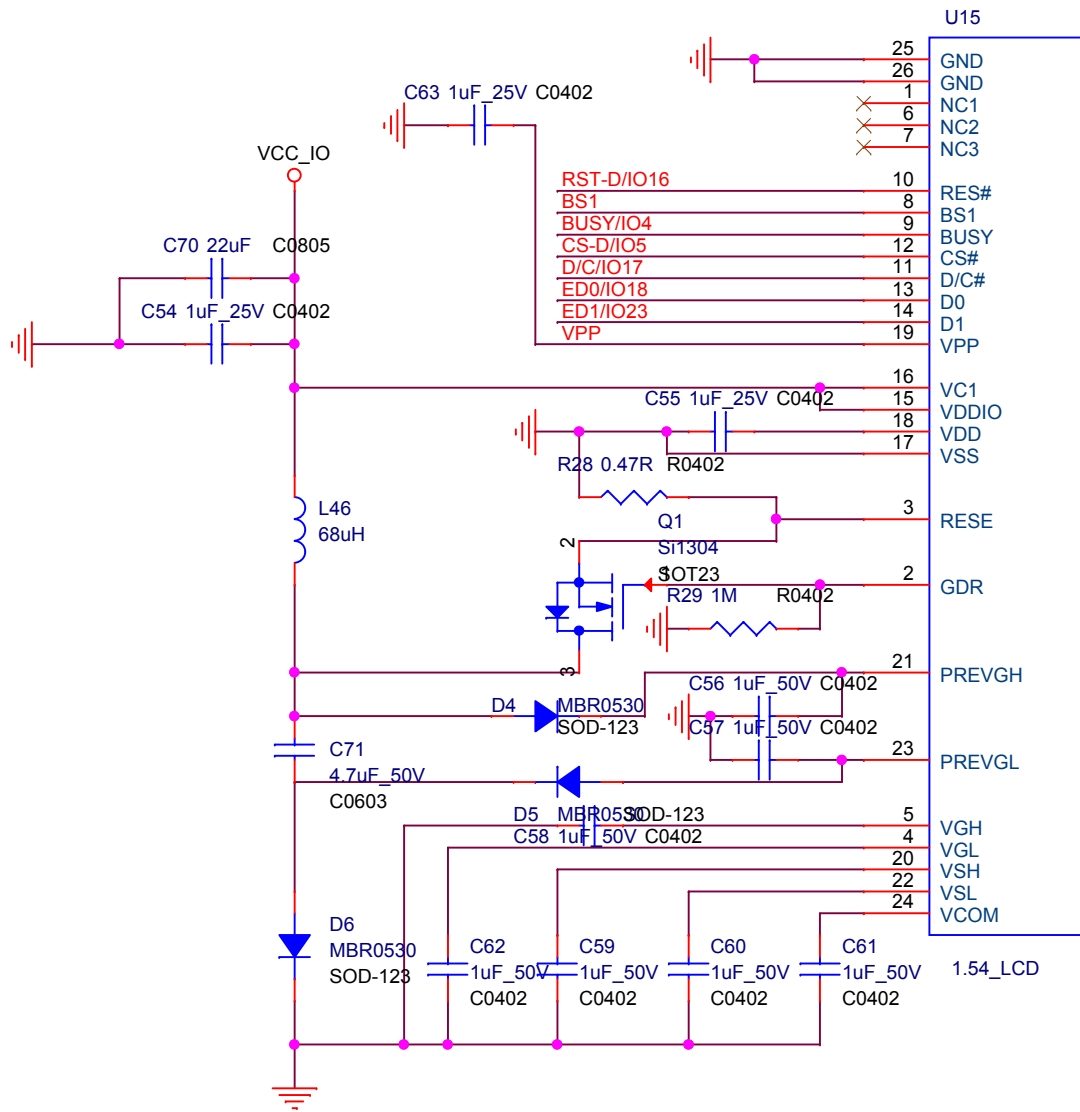 U15
25 GND
26 GND
1 NC1
6 NC2
7 NC3
C63 1uF_25V C0402
VCC_IO
RST-D/IO16 10 RES#
BS1 8 BS1
BUSY/IO4 9 BUSY
CS-D/IO5 12 CS#
D/C/IO17 11 D/C#
ED0/IO18 13 D0
ED1/IO23 14 D1
VPP 19 VPP
C70 22uF C0805
C54 1uF_25V C0402
16 VC1
15 VDDIO
C55 1uF_25V C0402
18 VDD
17 VSS
R28 0.47R R0402
L46
68uH
3 RESE
Q1
Si1304
SOT23
2
1
3
2 GDR
R29 1M R0402
21 PREVGH
C56 1uF_50V C0402
D4 MBR0530
SOD-123
C57 1uF_50V C0402
23 PREVGL
C71
4.7uF_50V
C0603
D5 MBR0530 SOD-123
C58 1uF_50V C0402
5 VGH
4 VGL
20 VSH
22 VSL
24 VCOM
D6
MBR0530
SOD-123
C62
1uF_50V
C0402
C59
1uF_50V
C0402
C60
1uF_50V
C0402
C61
1uF_50V
C0402
1.54_LCD